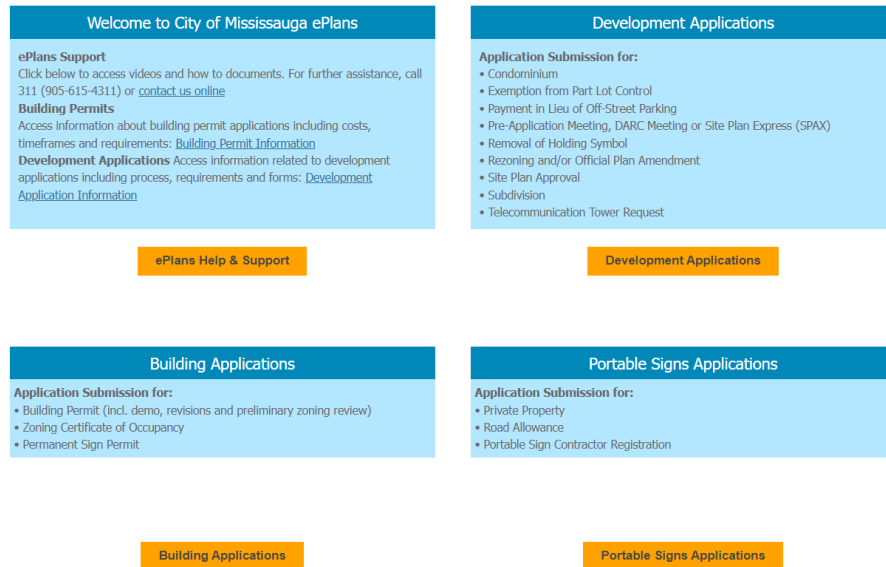 Welcome to City of Mississauga ePlans
ePlans Support
Click below to access videos and how to documents. For further assistance, call
311 (905-615-4311) or contact us online
Building Permits
Access information about building permit applications including costs,
timeframes and requirements: Building Permit Information
Development Applications Access information related to development
applications including process, requirements and forms: Development
Application Information
ePlans Help & Support
Development Applications
Application Submission for:
• Condominium
• Exemption from Part Lot Control
• Payment in Lieu of Off-Street Parking
• Pre-Application Meeting, DARC Meeting or Site Plan Express (SPAX)
• Removal of Holding Symbol
• Rezoning and/or Official Plan Amendment
• Site Plan Approval
• Subdivision
• Telecommunication Tower Request
Development Applications
Building Applications
Application Submission for:
• Building Permit (incl. demo, revisions and preliminary zoning review)
• Zoning Certificate of Occupancy
• Permanent Sign Permit
Building Applications
Portable Signs Applications
Application Submission for:
• Private Property
• Road Allowance
• Portable Sign Contractor Registration
Portable Signs Applications